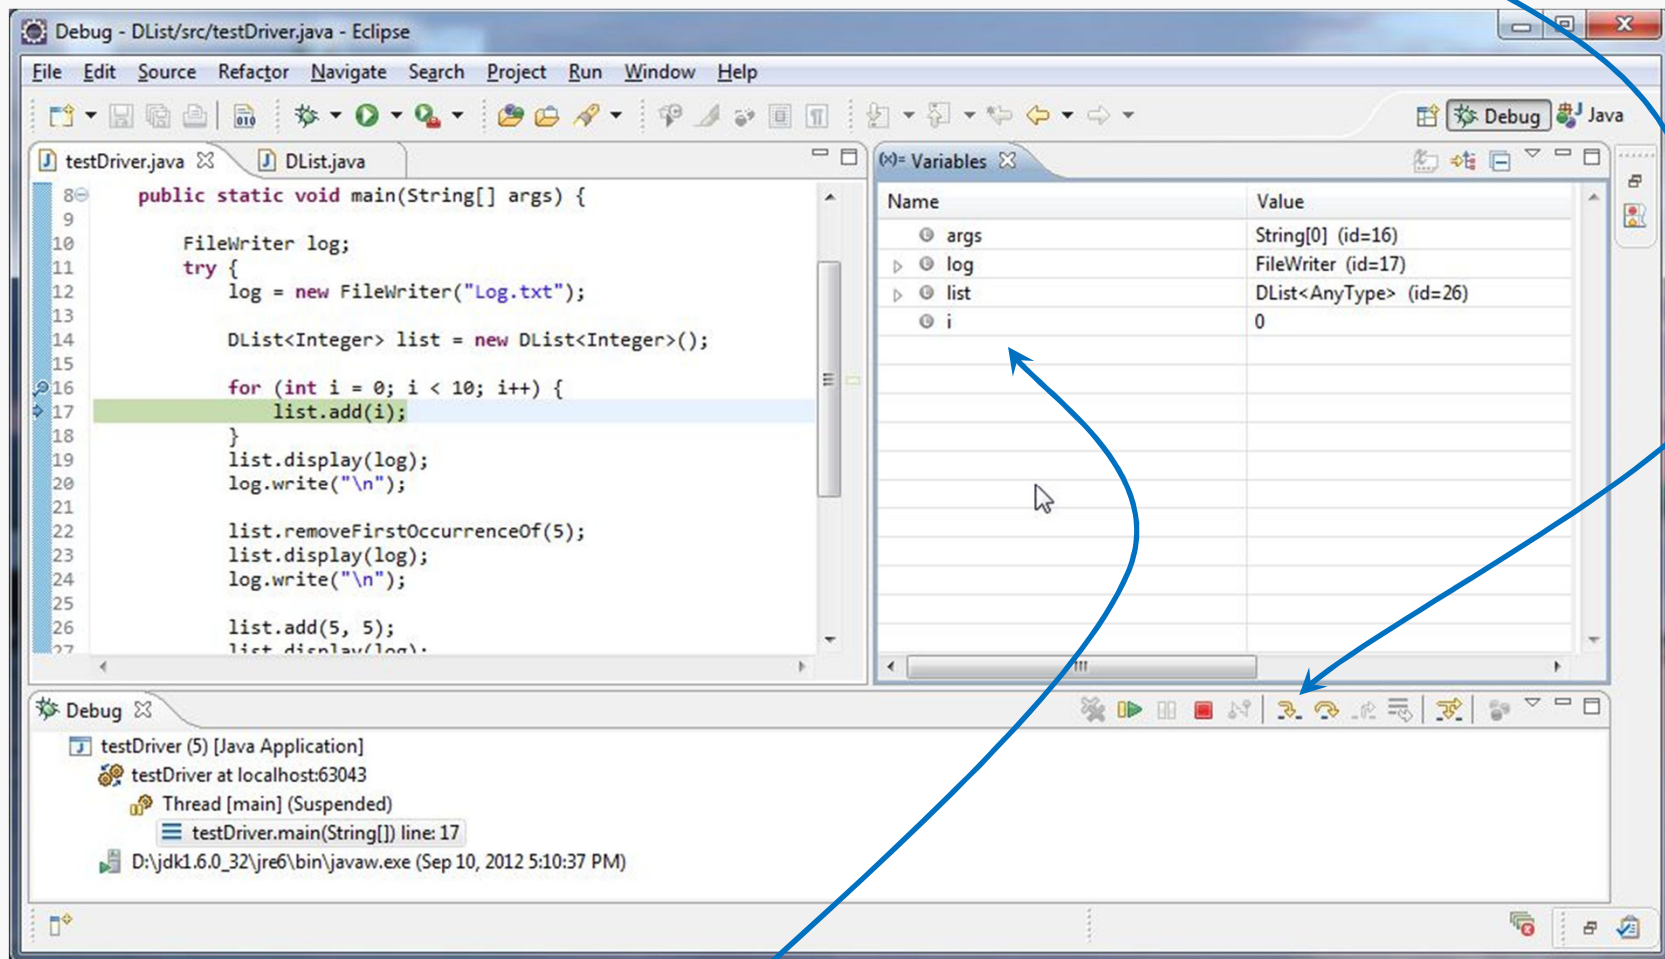 Debug - DList/src/testDriver.java - Eclipse
File Edit Source Refactor Navigate Search Project Run Window Help
Debug Java
testDriver.java DList.java
8 public static void main(String[] args) {
9
10 FileWriter log;
11 try {
12 log = new FileWriter("Log.txt");
13
14 DList<Integer> list = new DList<Integer>();
15
16 for (int i = 0; i < 10; i++) {
17 list.add(i);
18 }
19 list.display(log);
20 log.write("\n");
21
22 list.removeFirstOccurrenceOf(5);
23 list.display(log);
24 log.write("\n");
25
26 list.add(5, 5);
27 list.display(log);
(x)= Variables
Name Value
args String[0] (id=16)
log FileWriter (id=17)
list DList<AnyType> (id=26)
i 0
Debug
testDriver (5) [Java Application]
testDriver at localhost:63043
Thread [main] (Suspended)
testDriver.main(String[]) line: 17
D:\jdk1.6.0_32\jre6\bin\javaw.exe (Sep 10, 2012 5:10:37 PM)